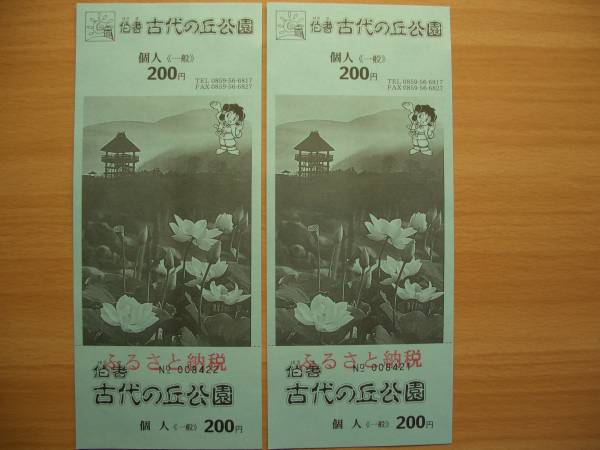 伯耆 古代の丘公園
個人《一般》
200円
TEL 0859-56-6817
FAX 0859-56-6827
ふるさと納税
伯耆 № 008422
古代の丘公園
個人《一般》 200円
伯耆 古代の丘公園
個人《一般》
200円
TEL 0859-56-6817
FAX 0859-56-6827
ふるさと納税
伯耆 № 008421
古代の丘公園
個人《一般》 200円